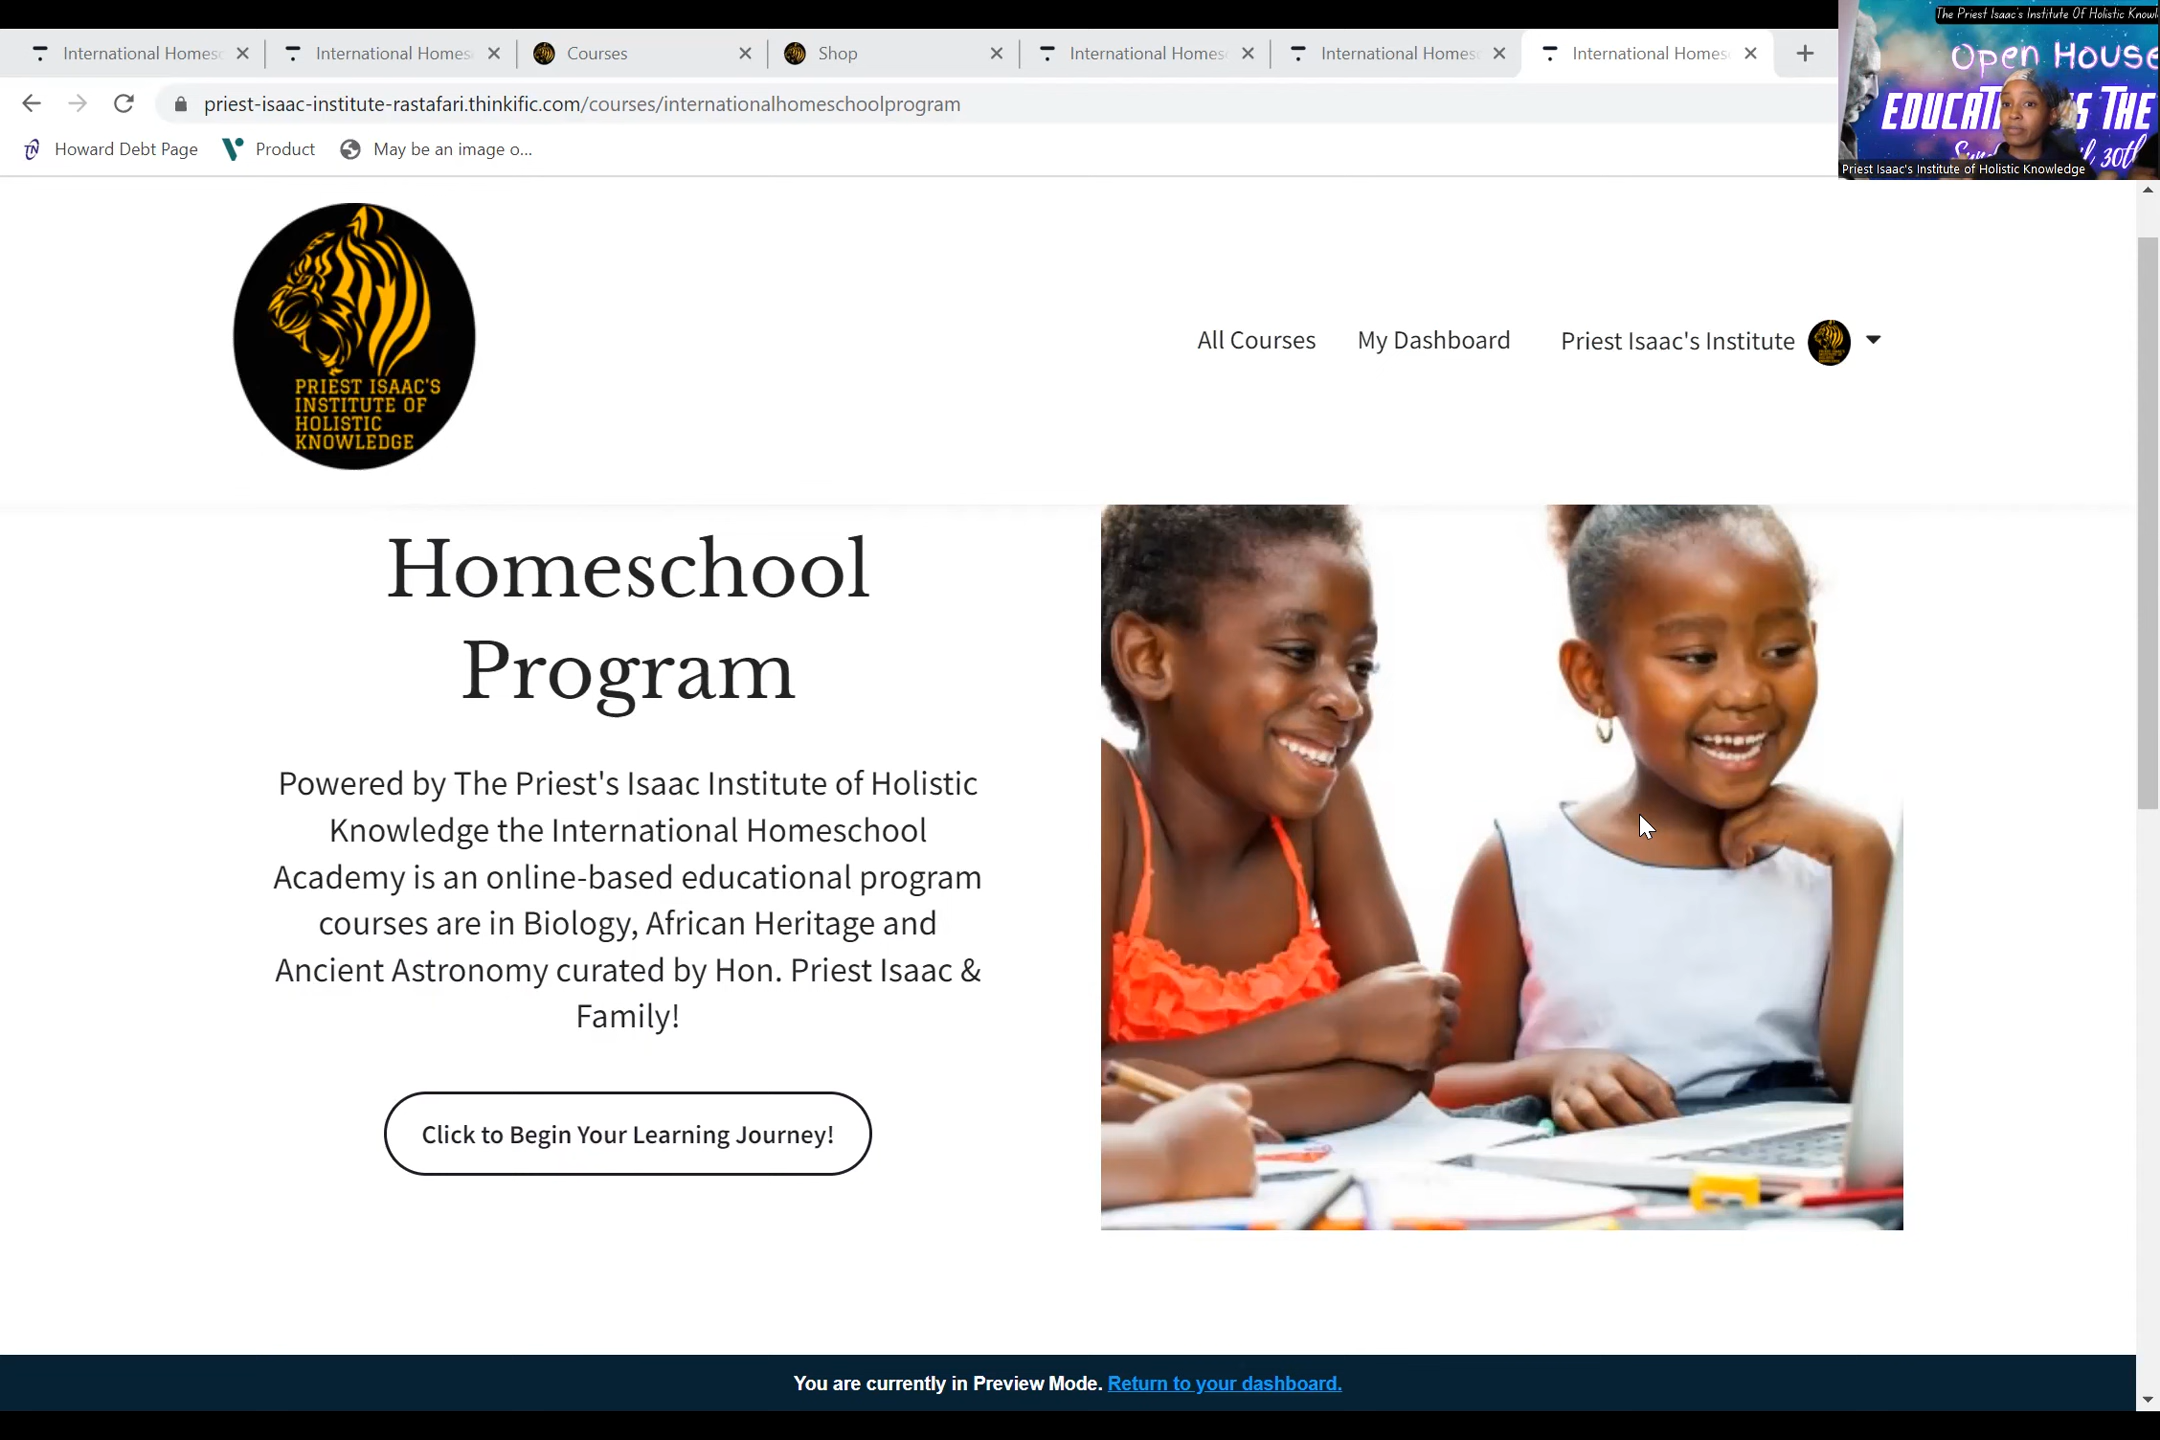 International Homes
International Homes
Courses
Shop
International Homes
International Homes
International Homes
priest-isaac-institute-rastafari.thinkific.com/courses/internationalhomeschoolprogram
Howard Debt Page
Product
May be an image o...
The Priest Isaac's Institute Of Holistic Knowl
Open House
EDUCATI S THE
30th
Priest Isaac's Institute of Holistic Knowledge
PRIEST ISAAC'S
INSTITUTE OF
HOLISTIC
KNOWLEDGE
All Courses
My Dashboard
Priest Isaac's Institute
Homeschool
Program
Powered by The Priest's Isaac Institute of Holistic
Knowledge the International Homeschool
Academy is an online-based educational program
courses are in Biology, African Heritage and
Ancient Astronomy curated by Hon. Priest Isaac &
Family!
Click to Begin Your Learning Journey!
You are currently in Preview Mode. Return to your dashboard.